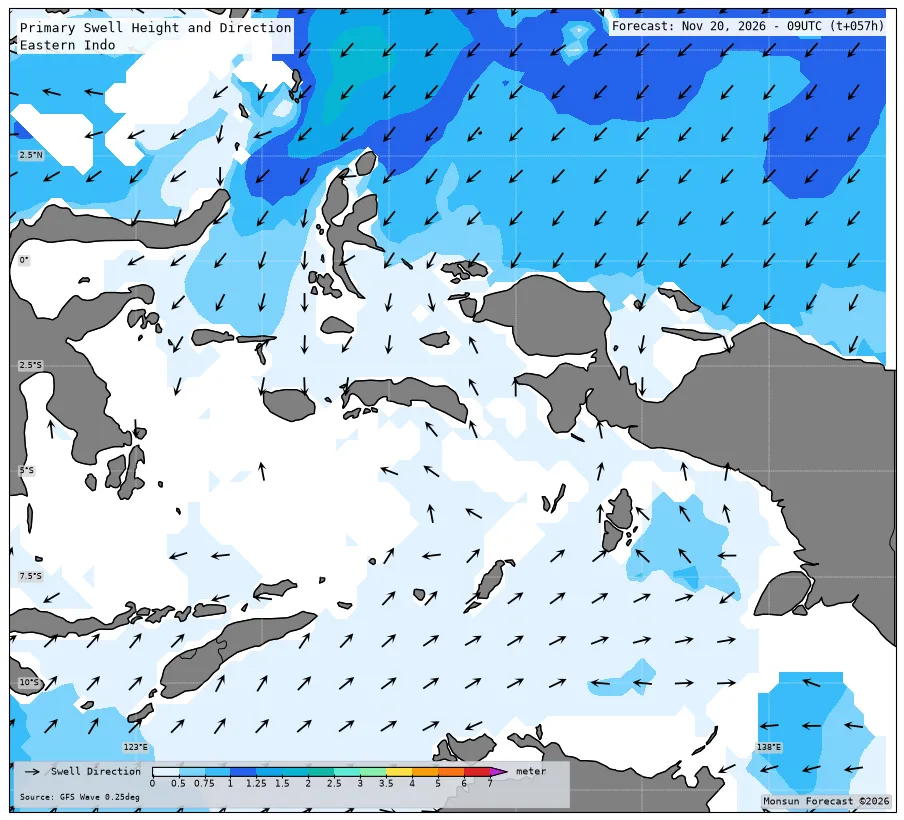 Primary Swell Height and Direction
Eastern Indo
Forecast: Nov 20, 2026 - 09UTC (t+057h)
2.5°N
0°
2.5°S
5°S
7.5°S
10°S
123°E
138°E
Swell Direction
0 0.5 0.75 1 1.25 1.5 2 2.5 3 3.5 4 5 6 7
meter
Source: GFS Wave 0.25deg
Monsun Forecast ©2026